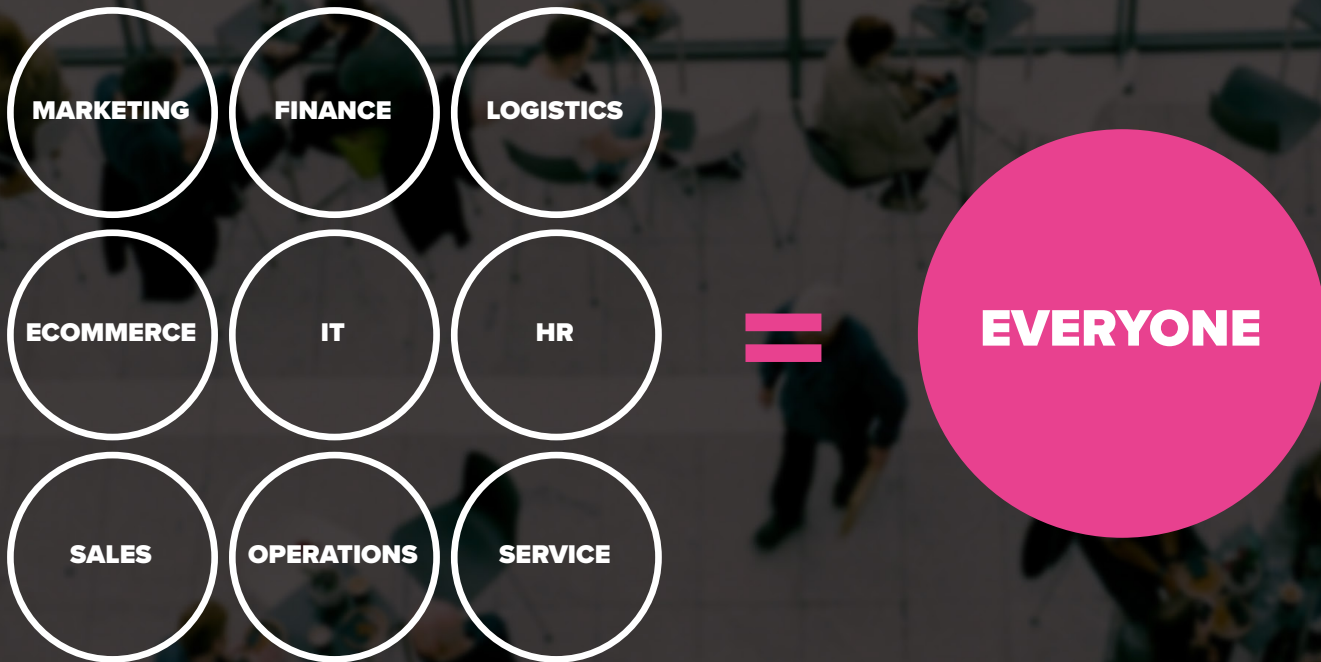 MARKETING
FINANCE
LOGISTICS
ECOMMERCE
IT
HR
=
EVERYONE
SALES
OPERATIONS
SERVICE